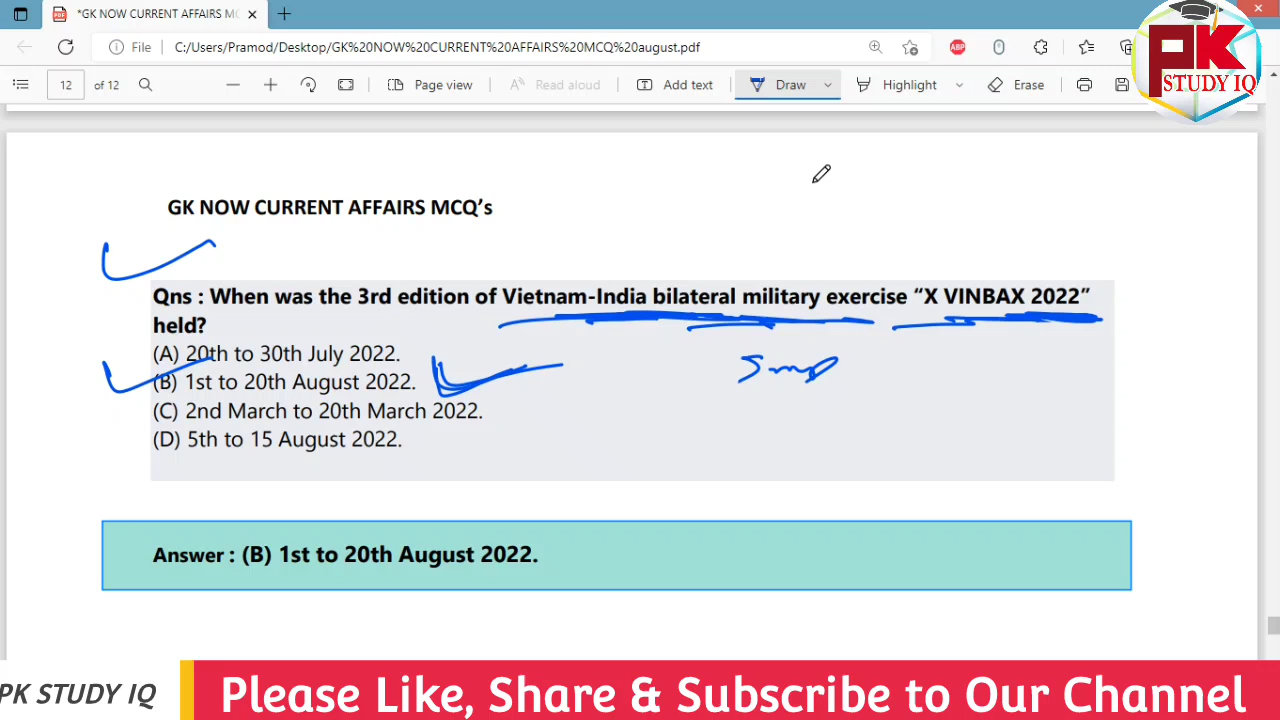 *GK NOW CURRENT AFFAIRS MC
File C:/Users/Pramod/Desktop/GK%20NOW%20CURRENT%20AFFAIRS%20MCQ%20august.pdf
ABP
PK
STUDY IQ
12 of 12 Page view Read aloud Add text Draw Highlight Erase
GK NOW CURRENT AFFAIRS MCQ’s
Qns : When was the 3rd edition of Vietnam-India bilateral military exercise “X VINBAX 2022”
held?
(A) 20th to 30th July 2022.
(B) 1st to 20th August 2022.
(C) 2nd March to 20th March 2022.
(D) 5th to 15 August 2022.
Answer : (B) 1st to 20th August 2022.
PK STUDY IQ Please Like, Share & Subscribe to Our Channel